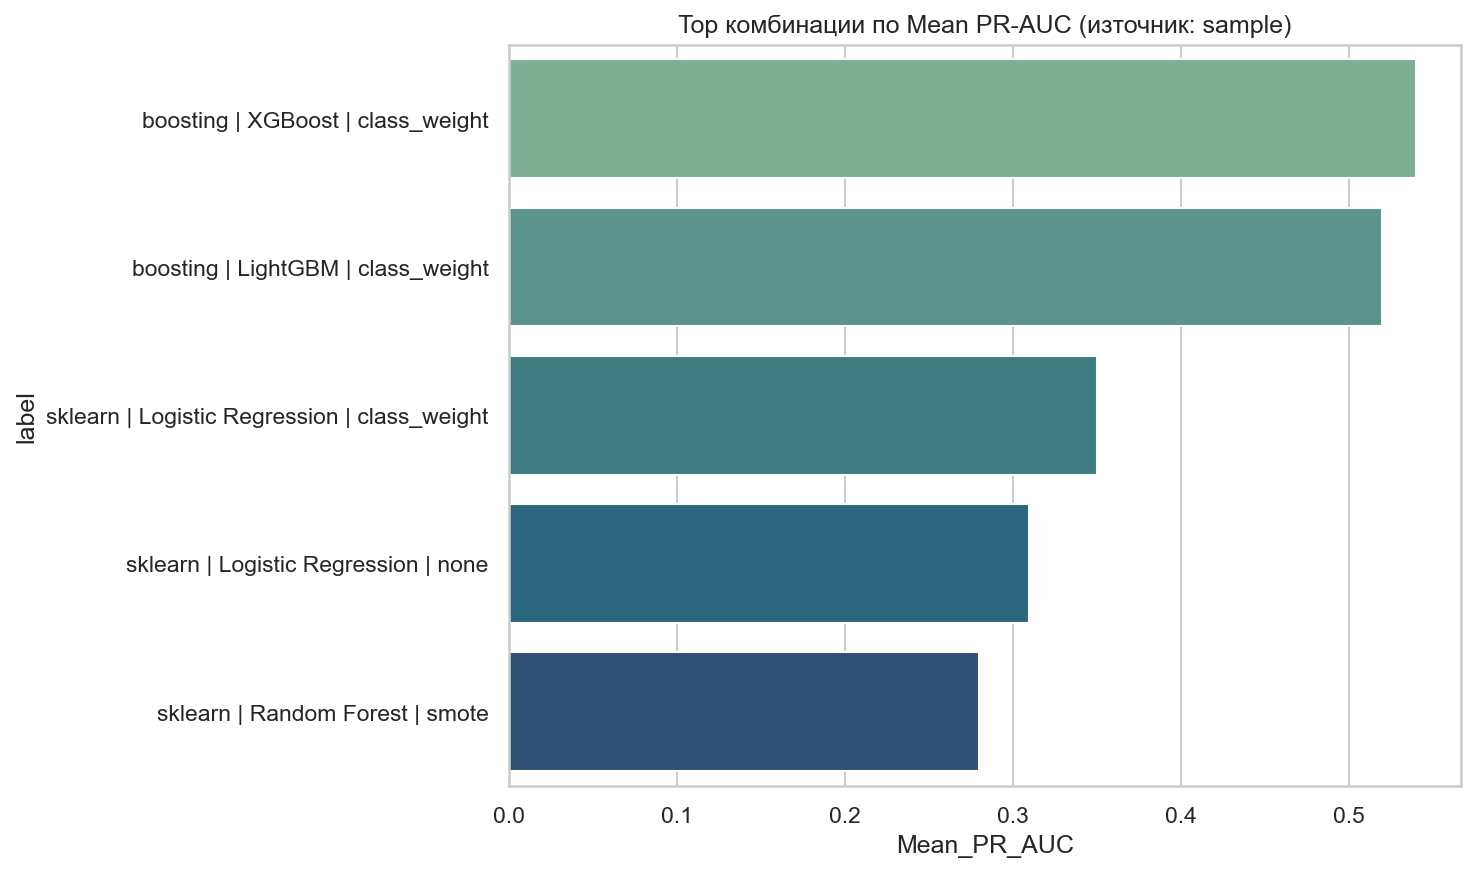 Top комбинации по Mean PR-AUC (източник: sample)
boosting | XGBoost | class_weight
boosting | LightGBM | class_weight
sklearn | Logistic Regression | class_weight
sklearn | Logistic Regression | none
sklearn | Random Forest | smote
label
0.0 0.1 0.2 0.3 0.4 0.5
Mean_PR_AUC